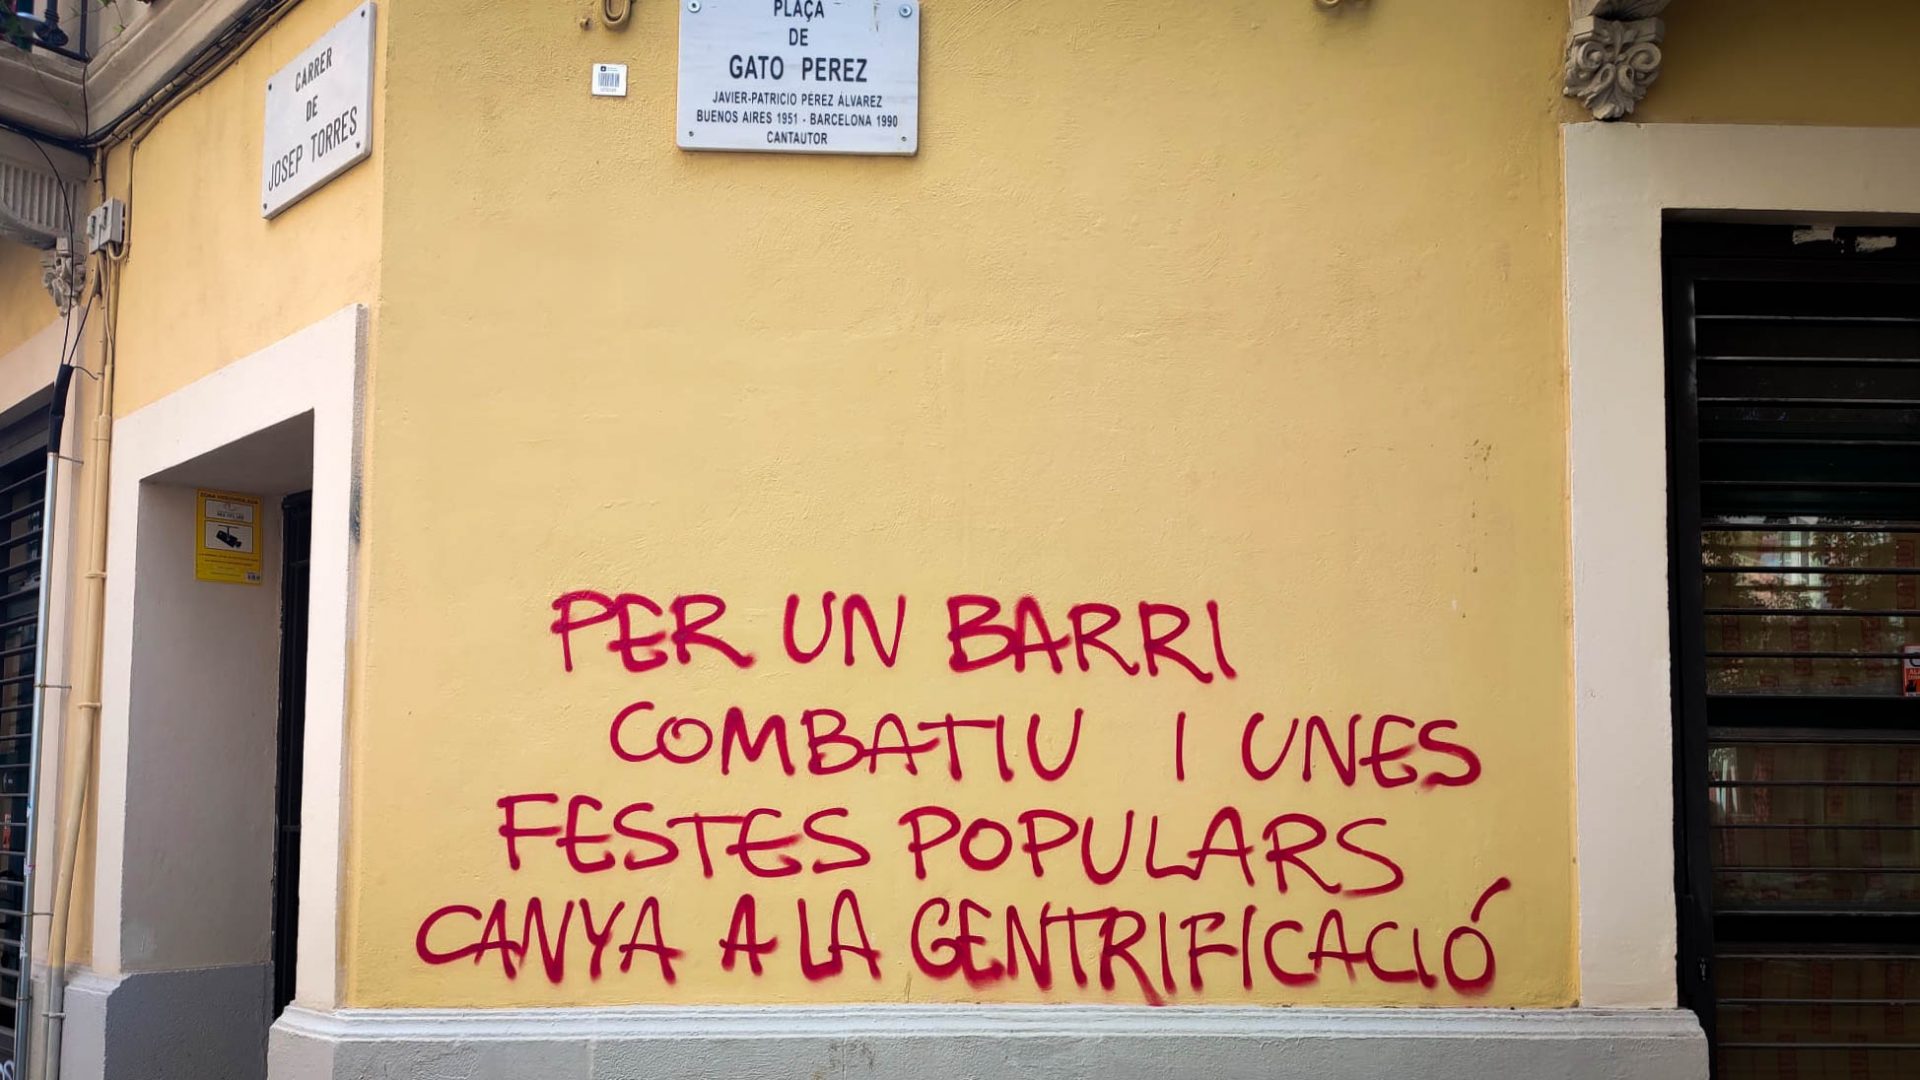 CARRER
DE
JOSEP TORRES
PLAÇA
DE
GATO PEREZ
JAVIER-PATRICIO PÉREZ ÁLVAREZ
BUENOS AIRES 1951 - BARCELONA 1990
CANTAUTOR
PER UN BARRI
COMBATIU I UNES
FESTES POPULARS
CANYA A LA GENTRIFICACIÓ